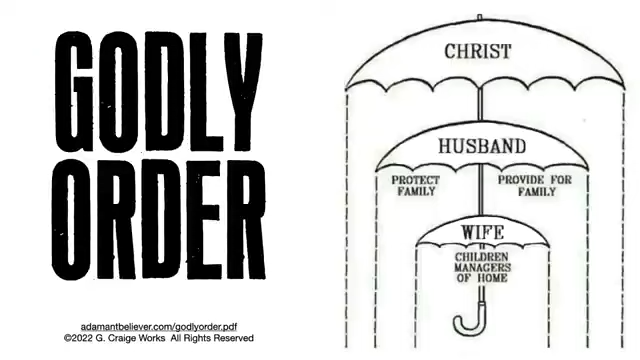 GODLY
ORDER
adamantbeliever.com/godlyorder.pdf
©2022 G. Craige Works All Rights Reserved
CHRIST
HUSBAND
PROTECT
FAMILY
PROVIDE FOR
FAMILY
WIFE
CHILDREN
MANAGERS
OF HOME